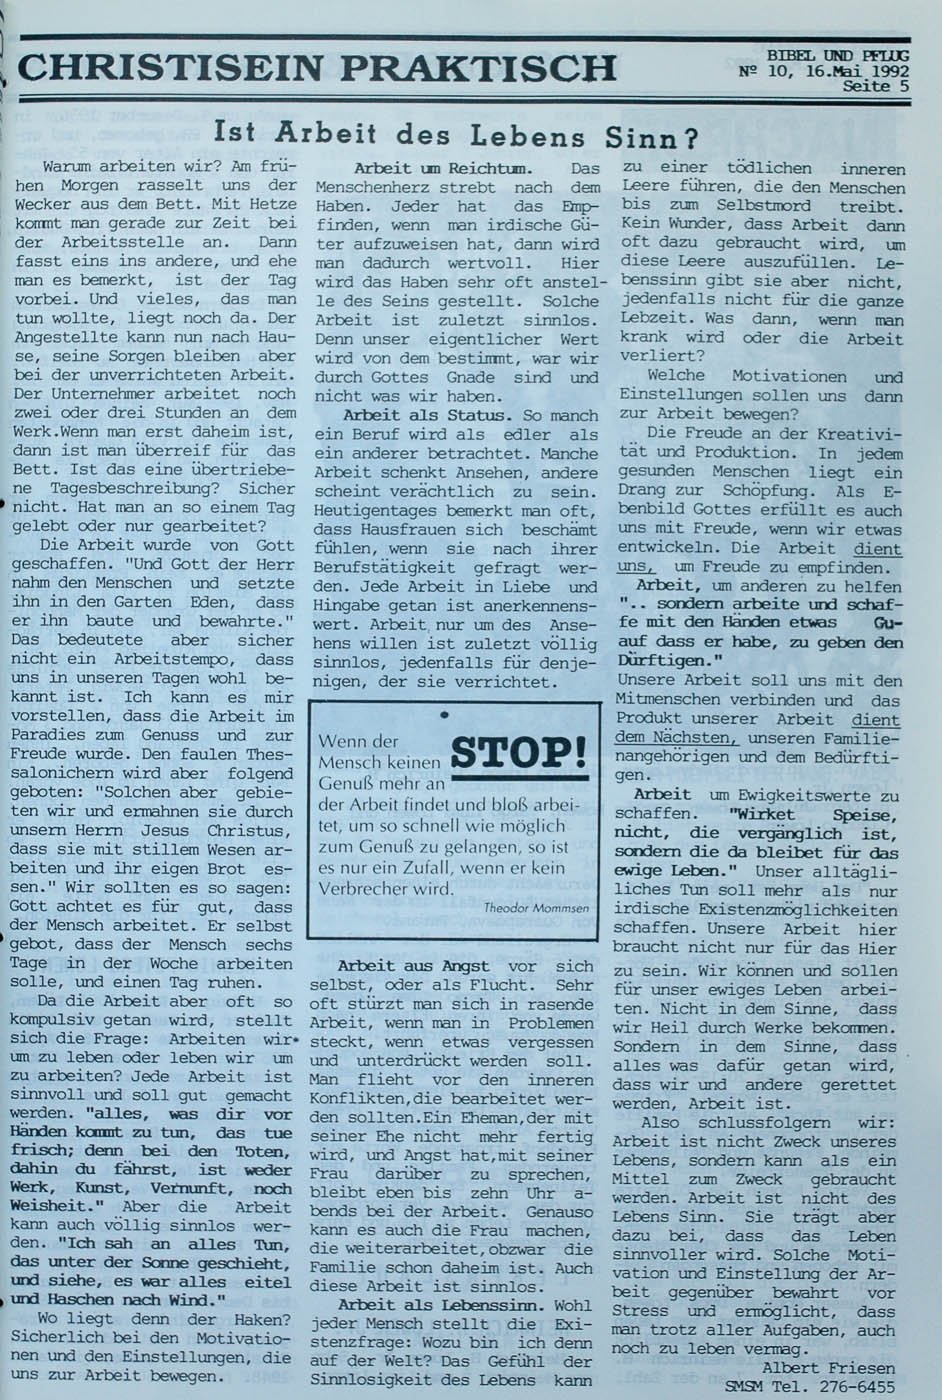 CHRISTISEIN PRAKTISCH
BIBEL UND PFLUG
Nº 10, 16.Mai 1992
Seite 5
Ist Arbeit des Lebens Sinn?
Warum arbeiten wir? Am frü-
hen Morgen rasselt uns der
Wecker aus dem Bett. Mit Hetze
kommt man gerade zur Zeit bei
der Arbeitsstelle an. Dann
fasst eins ins andere, und ehe
man es bemerkt, ist der Tag
vorbei. Und vieles, das man
tun wollte, liegt noch da. Der
Angestellte kann nun nach Hau-
se, seine Sorgen bleiben aber
bei der unverrichteten Arbeit.
Der Unternehmer arbeitet noch
zwei oder drei Stunden an dem
Werk.Wenn man erst daheim ist,
dann ist man überreif für das
Bett. Ist das eine übertriebe-
ne Tagesbeschreibung? Sicher
nicht. Hat man an so einem Tag
gelebt oder nur gearbeitet?
Die Arbeit wurde von Gott
geschaffen. "Und Gott der Herr
nahm den Menschen und setzte
ihn in den Garten Eden, dass
er ihn baute und bewahrte."
Das bedeutete aber sicher
nicht ein Arbeitstempo, dass
uns in unseren Tagen wohl be-
kannt ist. Ich kann es mir
vorstellen, dass die Arbeit im
Paradies zum Genuss und zur
Freude wurde. Den faulen Thes-
salonichern wird aber folgend
geboten: "Solchen aber gebie-
ten wir und ermahnen sie durch
unsern Herrn Jesus Christus,
dass sie mit stillem Wesen ar-
beiten und ihr eigen Brot es-
sen." Wir sollten es so sagen:
Gott achtet es für gut, dass
der Mensch arbeitet. Er selbst
gebot, dass der Mensch sechs
Tage in der Woche arbeiten
solle, und einen Tag ruhen.
Da die Arbeit aber oft so
kompulsiv getan wird, stellt
sich die Frage: Arbeiten wir
um zu leben oder leben wir um
zu arbeiten? Jede Arbeit ist
sinnvoll und soll gut gemacht
werden. "alles, was dir vor
Händen kommt zu tun, das tue
frisch; denn bei den Toten,
dahin du fährst, ist weder
Werk, Kunst, Vernunft, noch
Weisheit." Aber die Arbeit
kann auch völlig sinnlos wer-
den. "Ich sah an alles Tun,
das unter der Sonne geschieht,
und siehe, es war alles eitel
und Haschen nach Wind."
Wo liegt denn der Haken?
Sicherlich bei den Motivatio-
nen und den Einstellungen, die
uns zur Arbeit bewegen.
Arbeit um Reichtum. Das
Menschenherz strebt nach dem
Haben. Jeder hat das Emp-
finden, wenn man irdische Gü-
ter aufzuweisen hat, dann wird
man dadurch wertvoll. Hier
wird das Haben sehr oft anstel-
le des Seins gestellt. Solche
Arbeit ist zuletzt sinnlos.
Denn unser eigentlicher Wert
wird von dem bestimmt, war wir
durch Gottes Gnade sind und
nicht was wir haben.
Arbeit als Status. So manch
ein Beruf wird als edler als
ein anderer betrachtet. Manche
Arbeit schenkt Ansehen, andere
scheint verächtlich zu sein.
Heutigentages bemerkt man oft,
dass Hausfrauen sich beschämt
fühlen, wenn sie nach ihrer
Berufstätigkeit gefragt wer-
den. Jede Arbeit in Liebe und
Hingabe getan ist anerkennens-
wert. Arbeit nur um des Anse-
hens willen ist zuletzt völlig
sinnlos, jedenfalls für denje-
nigen, der sie verrichtet.
STOP!
Wenn der
Mensch keinen
Genuß mehr an
der Arbeit findet und bloß arbei-
tet, um so schnell wie möglich
zum Genuß zu gelangen, so ist
es nur ein Zufall, wenn er kein
Verbrecher wird.
Theodor Mommsen
Arbeit aus Angst vor sich
selbst, oder als Flucht. Sehr
oft stürzt man sich in rasende
Arbeit, wenn man in Problemen
steckt, wenn etwas vergessen
und unterdrückt werden soll.
Man flieht vor den inneren
Konflikten,die bearbeitet wer-
den sollten.Ein Eheman,der mit
seiner Ehe nicht mehr fertig
wird, und Angst hat,mit seiner
Frau darüber zu sprechen,
bleibt eben bis zehn Uhr a-
bends bei der Arbeit. Genauso
kann es auch die Frau machen,
die weiterarbeitet,obzwar die
Familie schon daheim ist. Auch
diese Arbeit ist sinnlos.
Arbeit als Lebenssinn. Wohl
jeder Mensch stellt die Exi-
stenzfrage: Wozu bin ich denn
auf der Welt? Das Gefühl der
Sinnlosigkeit des Lebens kann
zu einer tödlichen inneren
Leere führen, die den Menschen
bis zum Selbstmord treibt.
Kein Wunder, dass Arbeit dann
oft dazu gebraucht wird, um
diese Leere auszufüllen. Le-
benssinn gibt sie aber nicht,
jedenfalls nicht für die ganze
Lebzeit. Was dann, wenn man
krank wird oder die Arbeit
verliert?
Welche Motivationen und
Einstellungen sollen uns dann
zur Arbeit bewegen?
Die Freude an der Kreativi-
tät und Produktion. In jedem
gesunden Menschen liegt ein
Drang zur Schöpfung. Als E-
benbild Gottes erfüllt es auch
uns mit Freude, wenn wir etwas
entwickeln. Die Arbeit dient
uns, um Freude zu empfinden.
Arbeit, um anderen zu helfen
".. sondern arbeite und schaf-
fe mit den Händen etwas Gu-
auf dass er habe, zu geben den
Dürftigen."
Unsere Arbeit soll uns mit den
Mitmenschen verbinden und das
Produkt unserer Arbeit dient
dem Nächsten, unseren Familie-
nangehörigen und dem Bedürfti-
gen.
Arbeit um Ewigkeitswerte zu
schaffen. "Wirket Speise,
nicht, die vergänglich ist,
sondern die da bleibet für das
ewige Leben." Unser alltägli-
liches Tun soll mehr als nur
irdische Existenzmöglichkeiten
schaffen. Unsere Arbeit hier
braucht nicht nur für das Hier
zu sein. Wir können und sollen
für unser ewiges Leben arbei-
ten. Nicht in dem Sinne, dass
wir Heil durch Werke bekommen.
Sondern in dem Sinne, dass
alles was dafür getan wird,
dass wir und andere gerettet
werden, Arbeit ist.
Also schlussfolgern wir:
Arbeit ist nicht Zweck unseres
Lebens, sondern kann als ein
Mittel zum Zweck gebraucht
werden. Arbeit ist nicht des
Lebens Sinn. Sie trägt aber
dazu bei, dass das Leben
sinnvoller wird. Solche Moti-
vation und Einstellung der Ar-
beit gegenüber bewahrt vor
Stress und ermöglicht, dass
man trotz aller Aufgaben, auch
noch zu leben vermag.
Albert Friesen
SMSM Tel. 276-6455